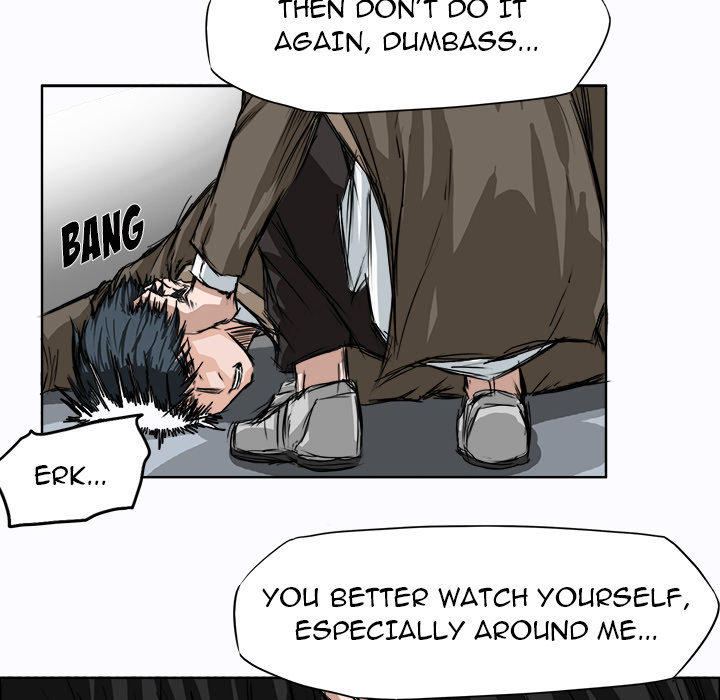 THEN DON'T DO IT
AGAIN, DUMBASS...
BANG
ERK...
YOU BETTER WATCH YOURSELF,
ESPECIALLY AROUND ME...